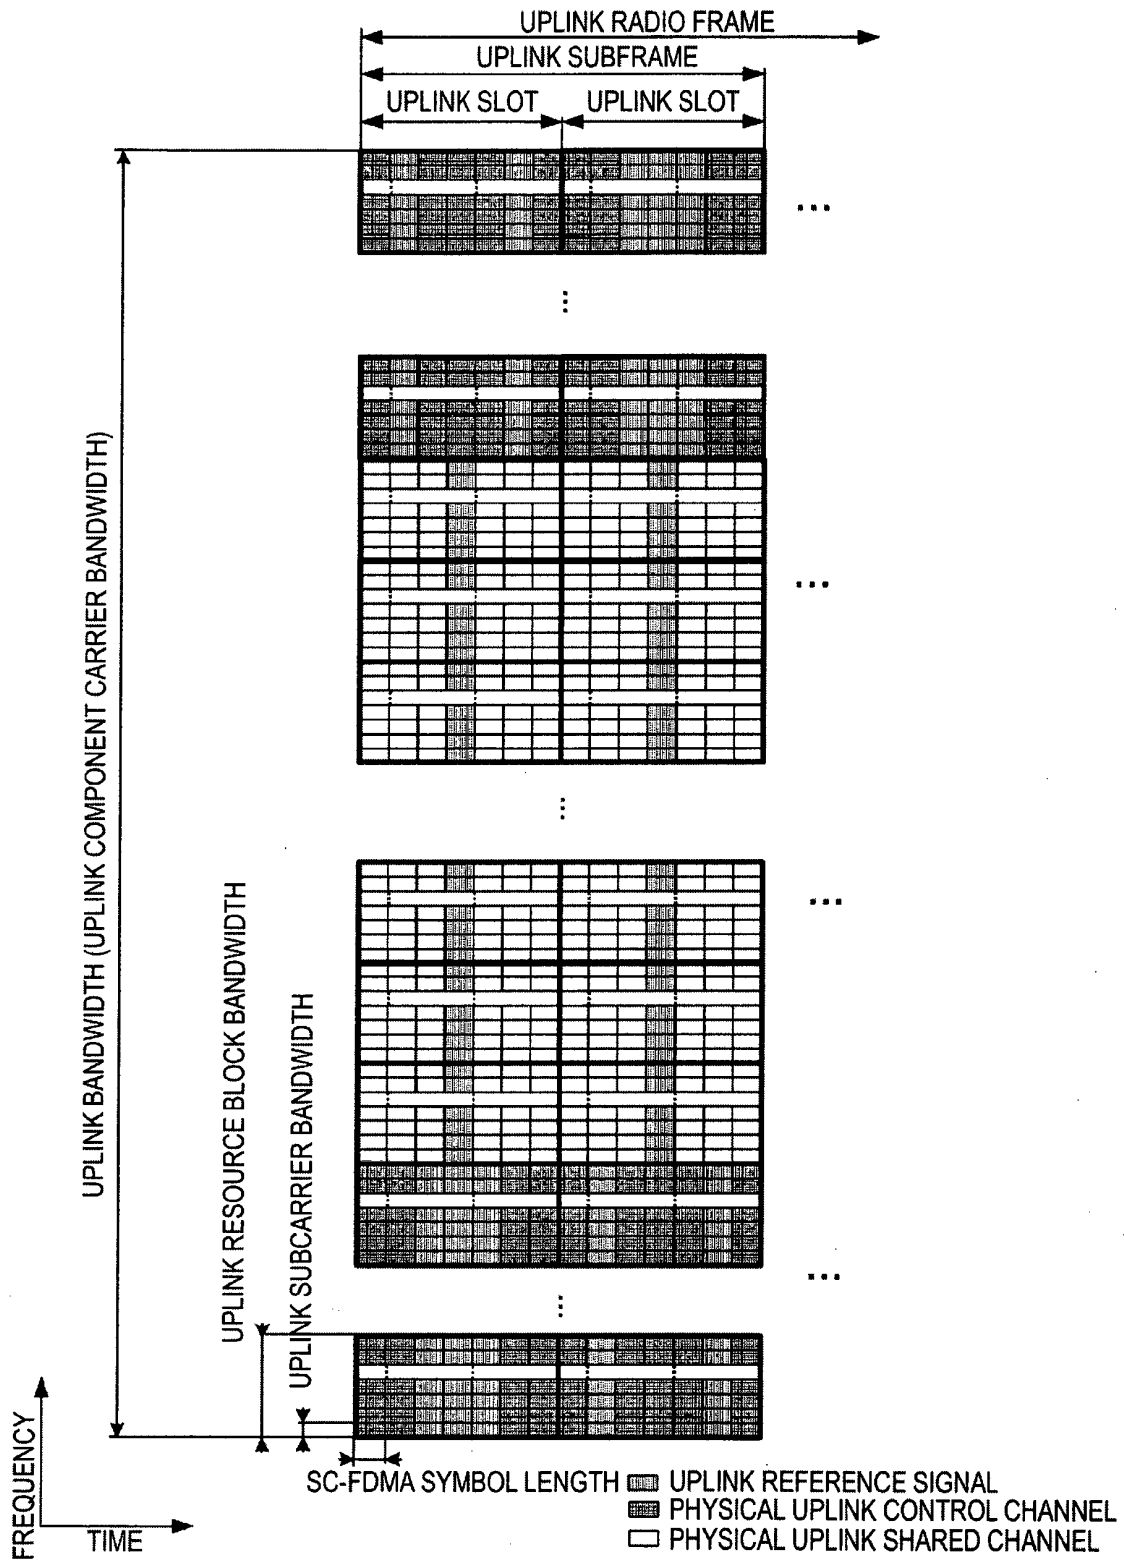 UPLINK RADIO FRAME
UPLINK SUBFRAME
UPLINK SLOT
UPLINK SLOT
...
...
...
UPLINK BANDWIDTH (UPLINK COMPONENT CARRIER BANDWIDTH)
...
...
...
UPLINK RESOURCE BLOCK BANDWIDTH
UPLINK SUBCARRIER BANDWIDTH
...
...
FREQUENCY
TIME
SC-FDMA SYMBOL LENGTH
UPLINK REFERENCE SIGNAL
PHYSICAL UPLINK CONTROL CHANNEL
PHYSICAL UPLINK SHARED CHANNEL